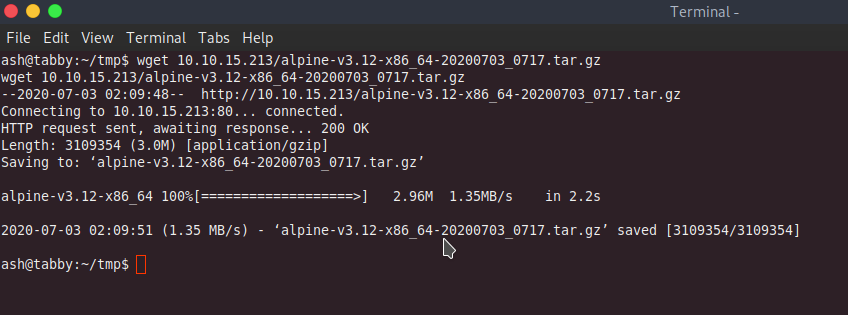 Terminal -
File Edit View Terminal Tabs Help
ash@tabby:~/tmp$ wget 10.10.15.213/alpine-v3.12-x86_64-20200703_0717.tar.gz
wget 10.10.15.213/alpine-v3.12-x86_64-20200703_0717.tar.gz
--2020-07-03 02:09:48--  http://10.10.15.213/alpine-v3.12-x86_64-20200703_0717.tar.gz
Connecting to 10.10.15.213:80... connected.
HTTP request sent, awaiting response... 200 OK
Length: 3109354 (3.0M) [application/gzip]
Saving to: ‘alpine-v3.12-x86_64-20200703_0717.tar.gz’
alpine-v3.12-x86_64 100%[===================>]   2.96M  1.35MB/s    in 2.2s
2020-07-03 02:09:51 (1.35 MB/s) - ‘alpine-v3.12-x86_64-20200703_0717.tar.gz’ saved [3109354/3109354]
ash@tabby:~/tmp$